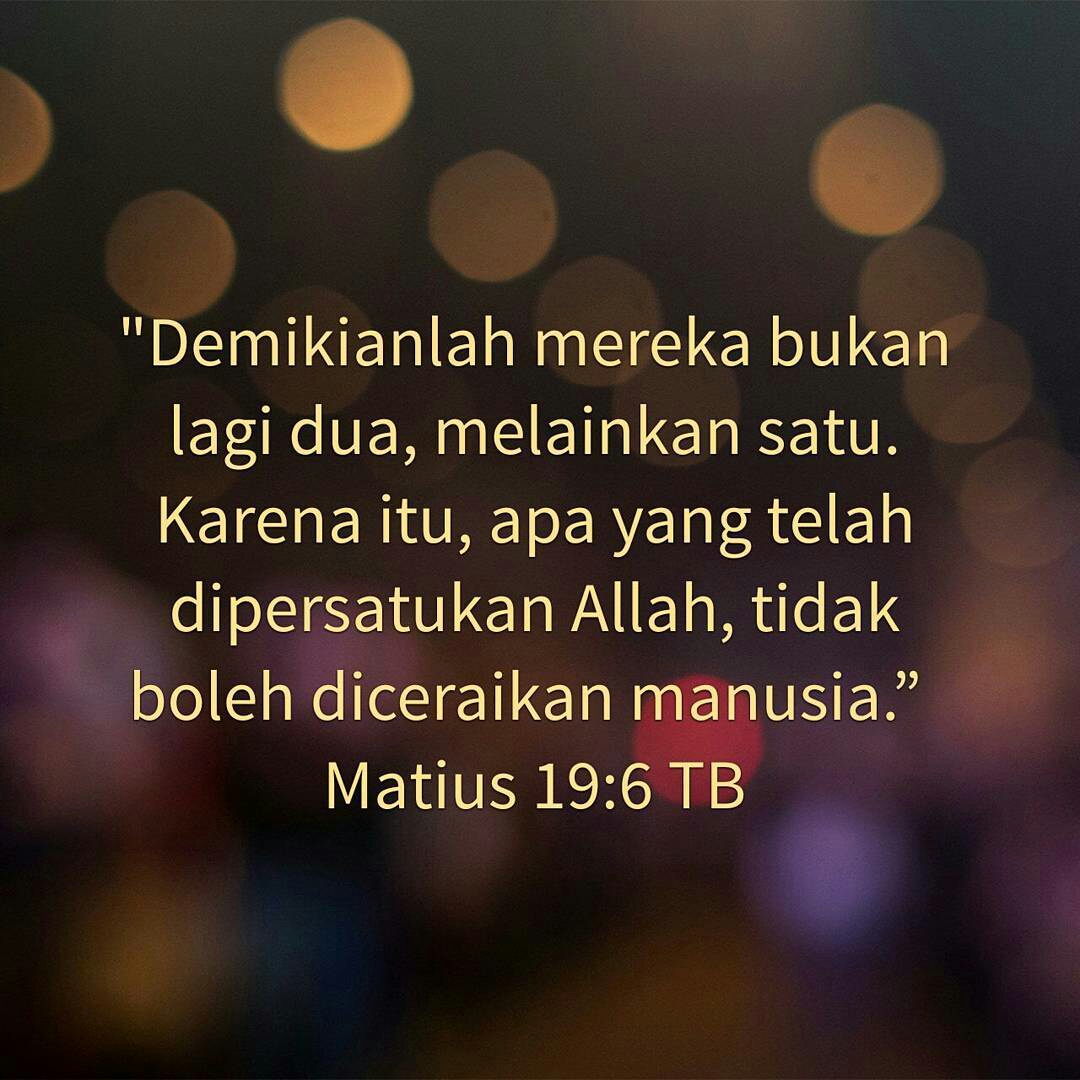 "Demikianlah mereka bukan
lagi dua, melainkan satu.
Karena itu, apa yang telah
dipersatukan Allah, tidak
boleh diceraikan manusia.”
Matius 19:6 TB